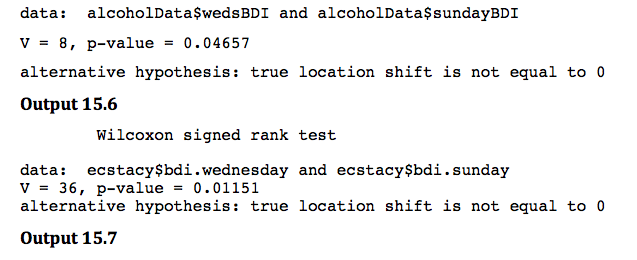 data:  alcoholData$wedsBDI and alcoholData$sundayBDI
V = 8, p-value = 0.04657
alternative hypothesis: true location shift is not equal to 0
Output 15.6
Wilcoxon signed rank test
data:  ecstacy$bdi.wednesday and ecstacy$bdi.sunday
V = 36, p-value = 0.01151
alternative hypothesis: true location shift is not equal to 0
Output 15.7